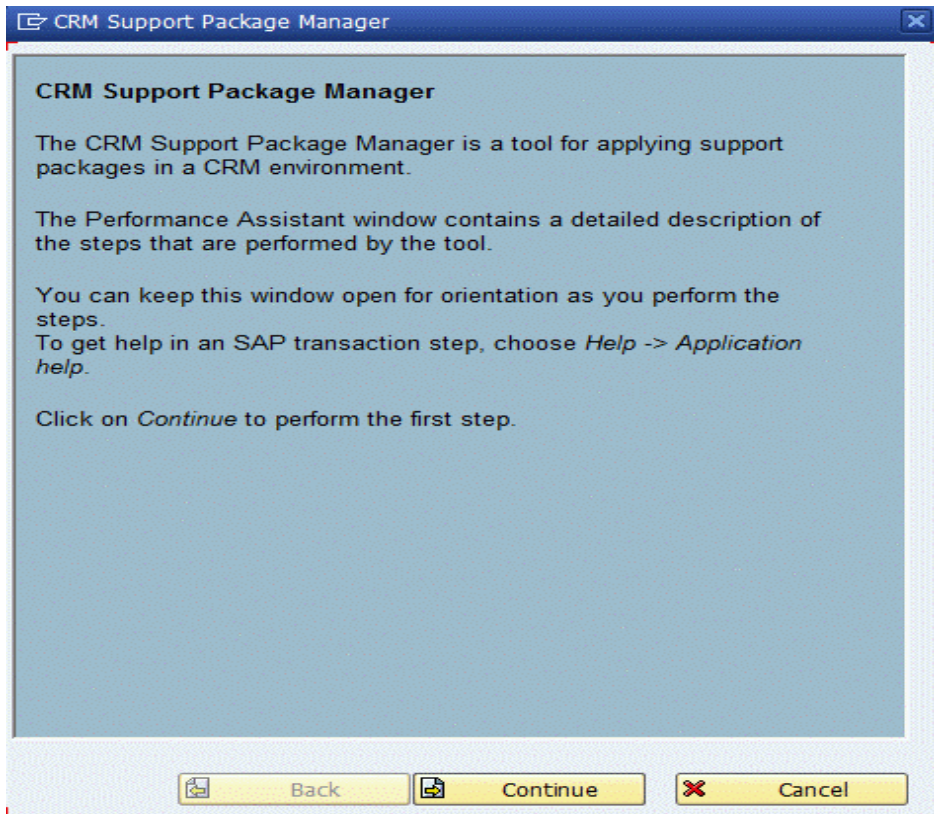 CRM Support Package Manager
CRM Support Package Manager
The CRM Support Package Manager is a tool for applying support
packages in a CRM environment.
The Performance Assistant window contains a detailed description of
the steps that are performed by the tool.
You can keep this window open for orientation as you perform the
steps.
To get help in an SAP transaction step, choose Help -> Application
help.
Click on Continue to perform the first step.
Back
Continue
Cancel